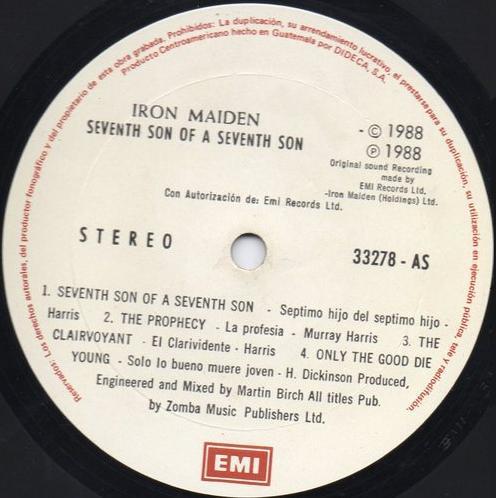 Reservados: Los derechos autorales, del productor fonográfico y del propietario de esta obra grabada. Prohibidos: La duplicación, su arrendamiento lucrativo, el prestarse para su duplicación, su utilización en ejecución pública, tele y radiodifusión.
Producto Centroamericano hecho en Guatemala por DIDECA, S.A.
IRON MAIDEN
SEVENTH SON OF A SEVENTH SON
- © 1988
℗ 1988
Original sound Recording
made by
EMI Records Ltd.
-Iron Maiden (Holdings) Ltd.
Con Autorización de: Emi Records Ltd.
STEREO
33278 - AS
1. SEVENTH SON OF A SEVENTH SON - Septimo hijo del septimo hijo -
Harris 2. THE PROPHECY - La profesia - Murray Harris 3. THE
CLAIRVOYANT - El Clarividente - Harris 4. ONLY THE GOOD DIE
YOUNG - Solo lo bueno muere joven - H. Dickinson Produced,
Engineered and Mixed by Martin Birch All titles Pub.
by Zomba Music Publishers Ltd.
EMI